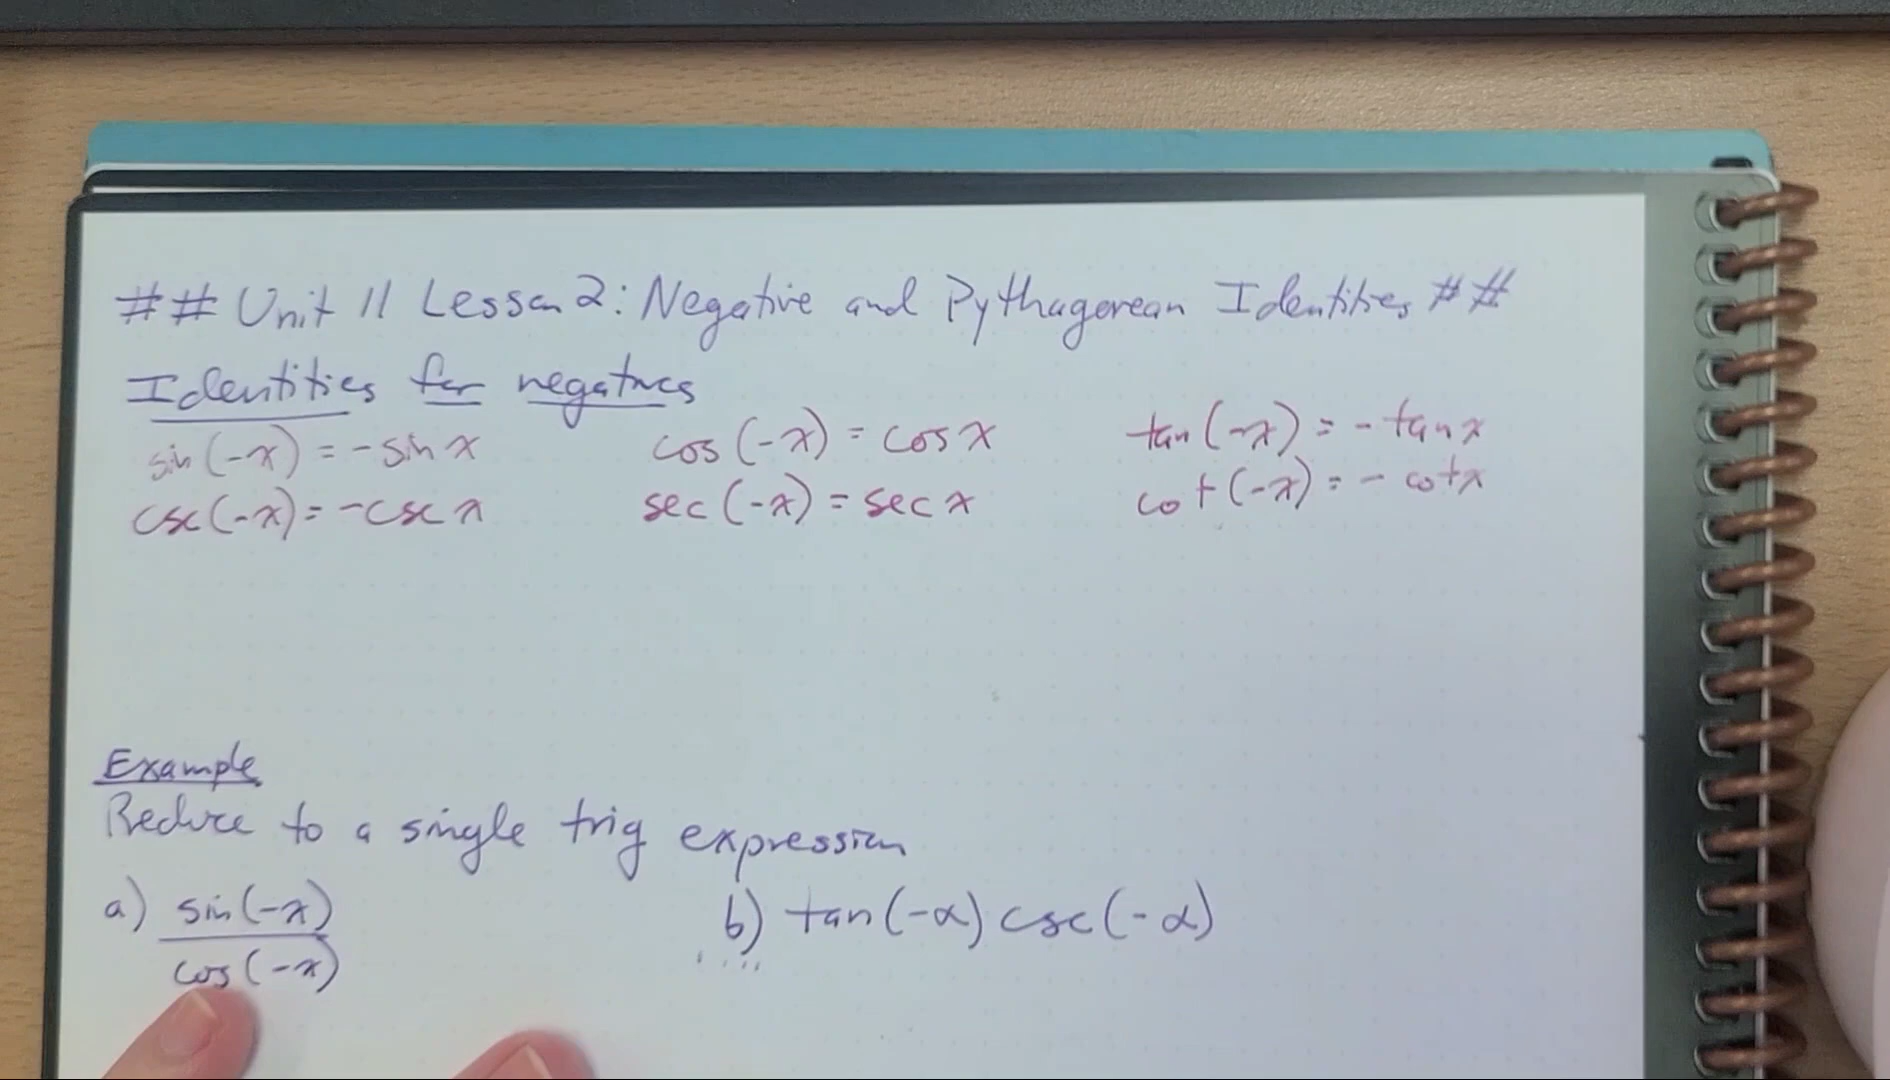 ## Unit 11 Lesson 2: Negative and Pythagorean Identities ##
Identities for negatives
sin(-x) = -sin x cos(-x) = cos x tan(-x) = -tan x
csc(-x) = -csc x sec(-x) = sec x cot(-x) = -cot x
Example
Reduce to a single trig expression
a) sin(-x) b) tan(-α) csc(-α)
cos(-x)